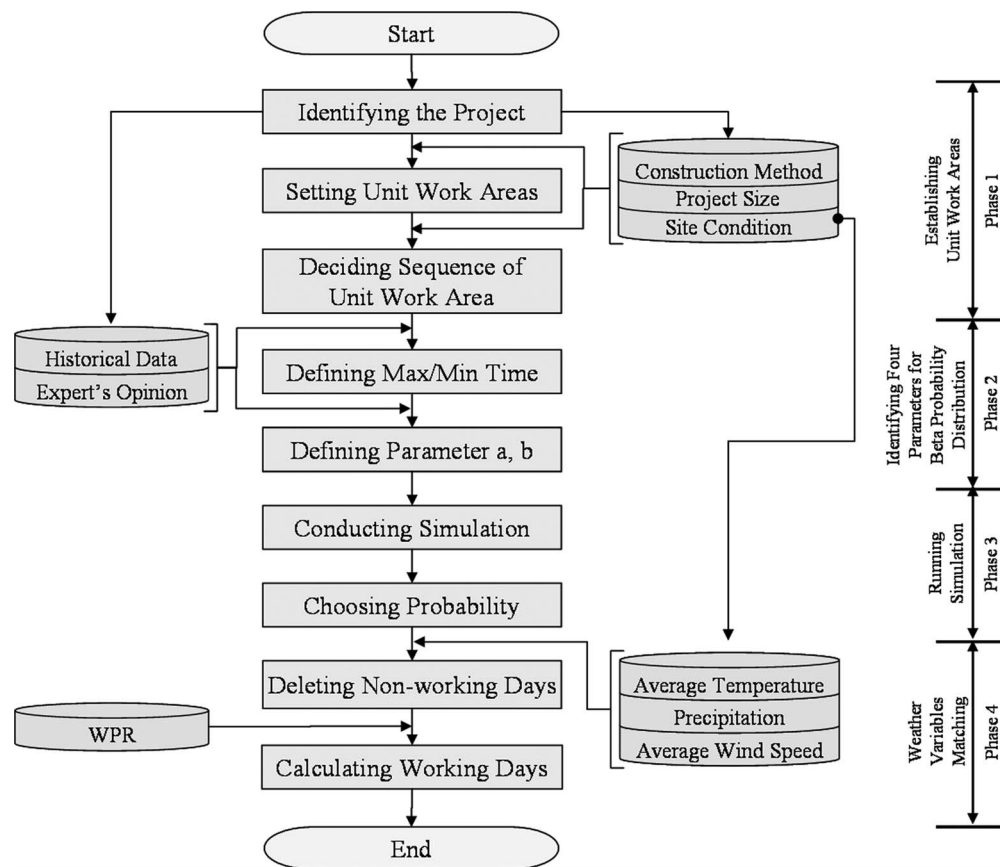 Start
Identifying the Project
Setting Unit Work Areas
Deciding Sequence of
Unit Work Area
Defining Max/Min Time
Defining Parameter a, b
Conducting Simulation
Choosing Probability
Deleting Non-working Days
Calculating Working Days
End
Historical Data
Expert's Opinion
WPR
Construction Method
Project Size
Site Condition
Average Temperature
Precipitation
Average Wind Speed
Establishing
Unit Work Areas
Phase 1
Identifying Four
Parameters for
Beta Probability
Distribution
Phase 2
Running
Simulation
Phase 3
Weather
Variables
Matching
Phase 4